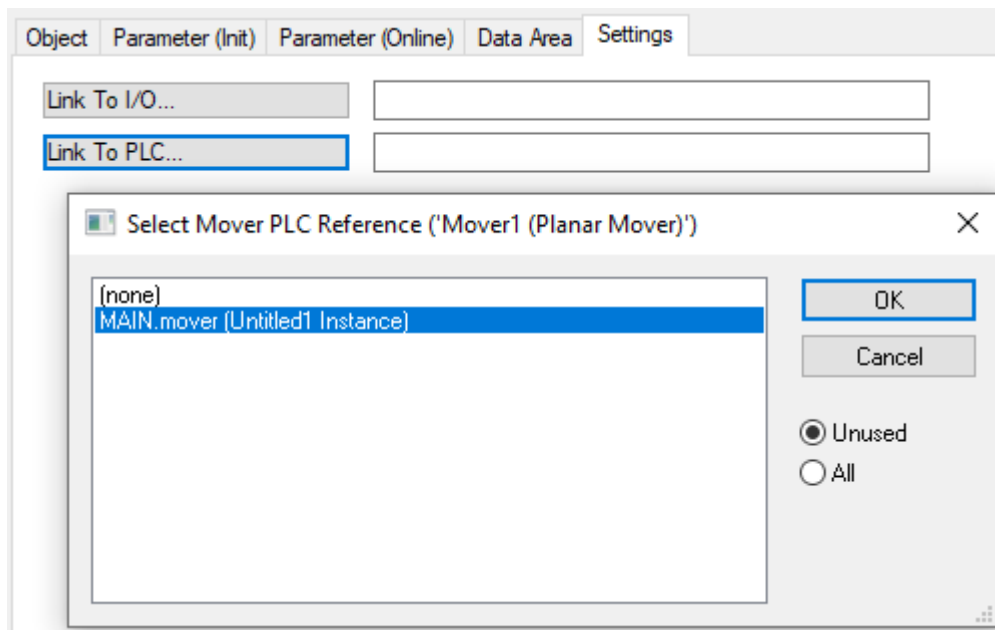 Object Parameter (Init) Parameter (Online) Data Area Settings
Link To I/O...
Link To PLC...
Select Mover PLC Reference ('Mover1 (Planar Mover)')
(none)
MAIN.mover (Untitled1 Instance)
OK
Cancel
Unused
All